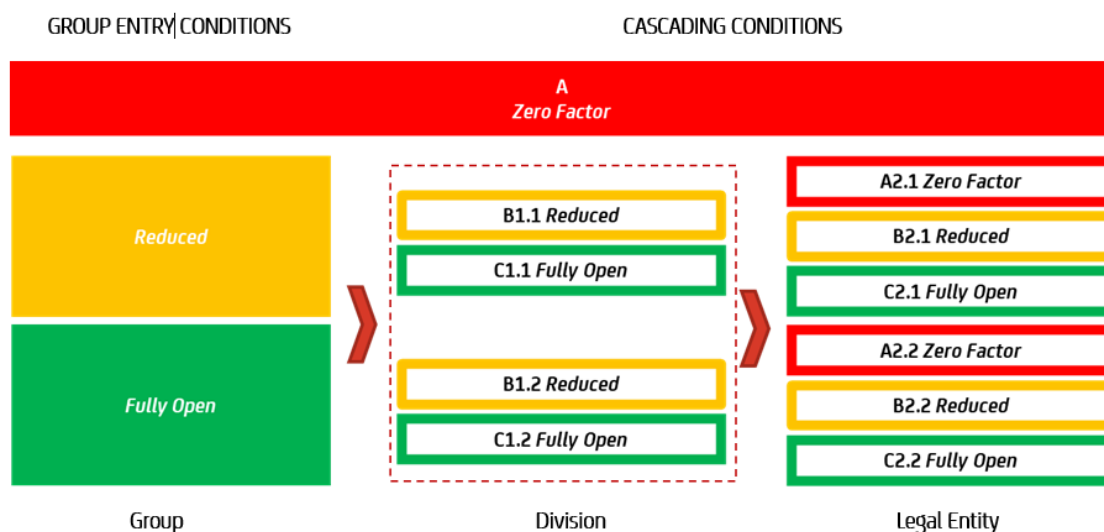 GROUP ENTRY CONDITIONS
CASCADING CONDITIONS
A
Zero Factor
Reduced
Fully Open
B1.1 Reduced
C1.1 Fully Open
B1.2 Reduced
C1.2 Fully Open
A2.1 Zero Factor
B2.1 Reduced
C2.1 Fully Open
A2.2 Zero Factor
B2.2 Reduced
C2.2 Fully Open
Group
Division
Legal Entity